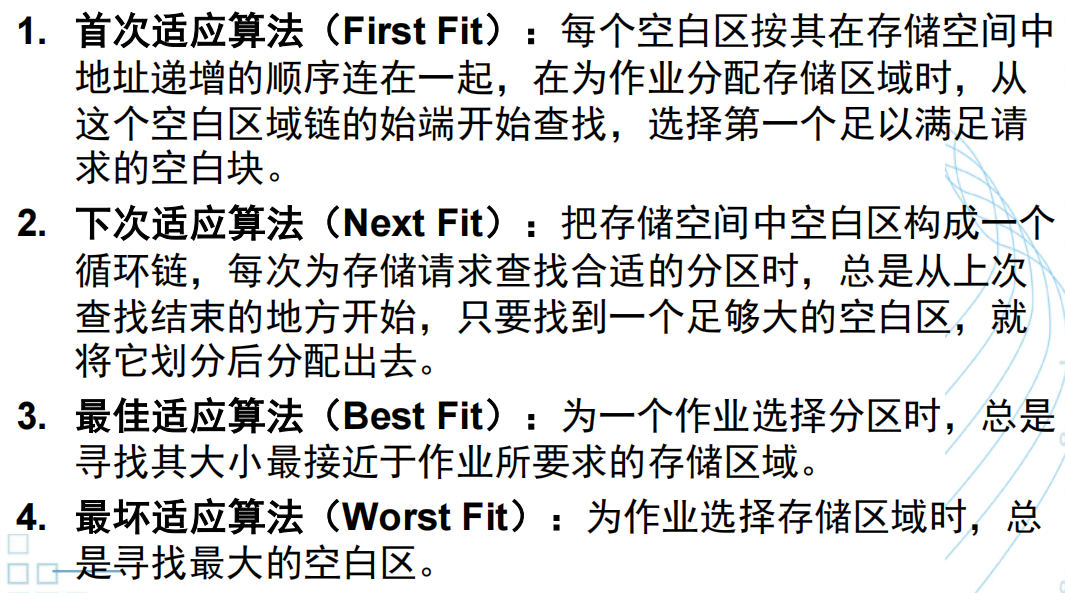 1. 首次适应算法（First Fit）：每个空白区按其在存储空间中
地址递增的顺序连在一起，在为作业分配存储区域时，从
这个空白区域链的始端开始查找，选择第一个足以满足请
求的空白块。
2. 下次适应算法（Next Fit）：把存储空间中空白区构成一个
循环链，每次为存储请求查找合适的分区时，总是从上次
查找结束的地方开始，只要找到一个足够大的空白区，就
将它划分后分配出去。
3. 最佳适应算法（Best Fit）：为一个作业选择分区时，总是
寻找其大小最接近于作业所要求的存储区域。
4. 最坏适应算法（Worst Fit）：为作业选择存储区域时，总
是寻找最大的空白区。